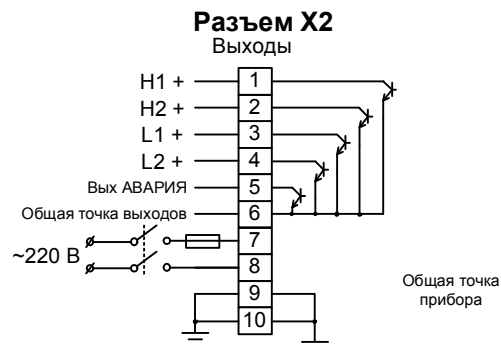 Разъем X2
Выходы
H1 + 1
H2 + 2
L1 + 3
L2 + 4
Вых АВАРИЯ 5
Общая точка выходов 6
7
~220 В
8
9
Общая точка
прибора
10